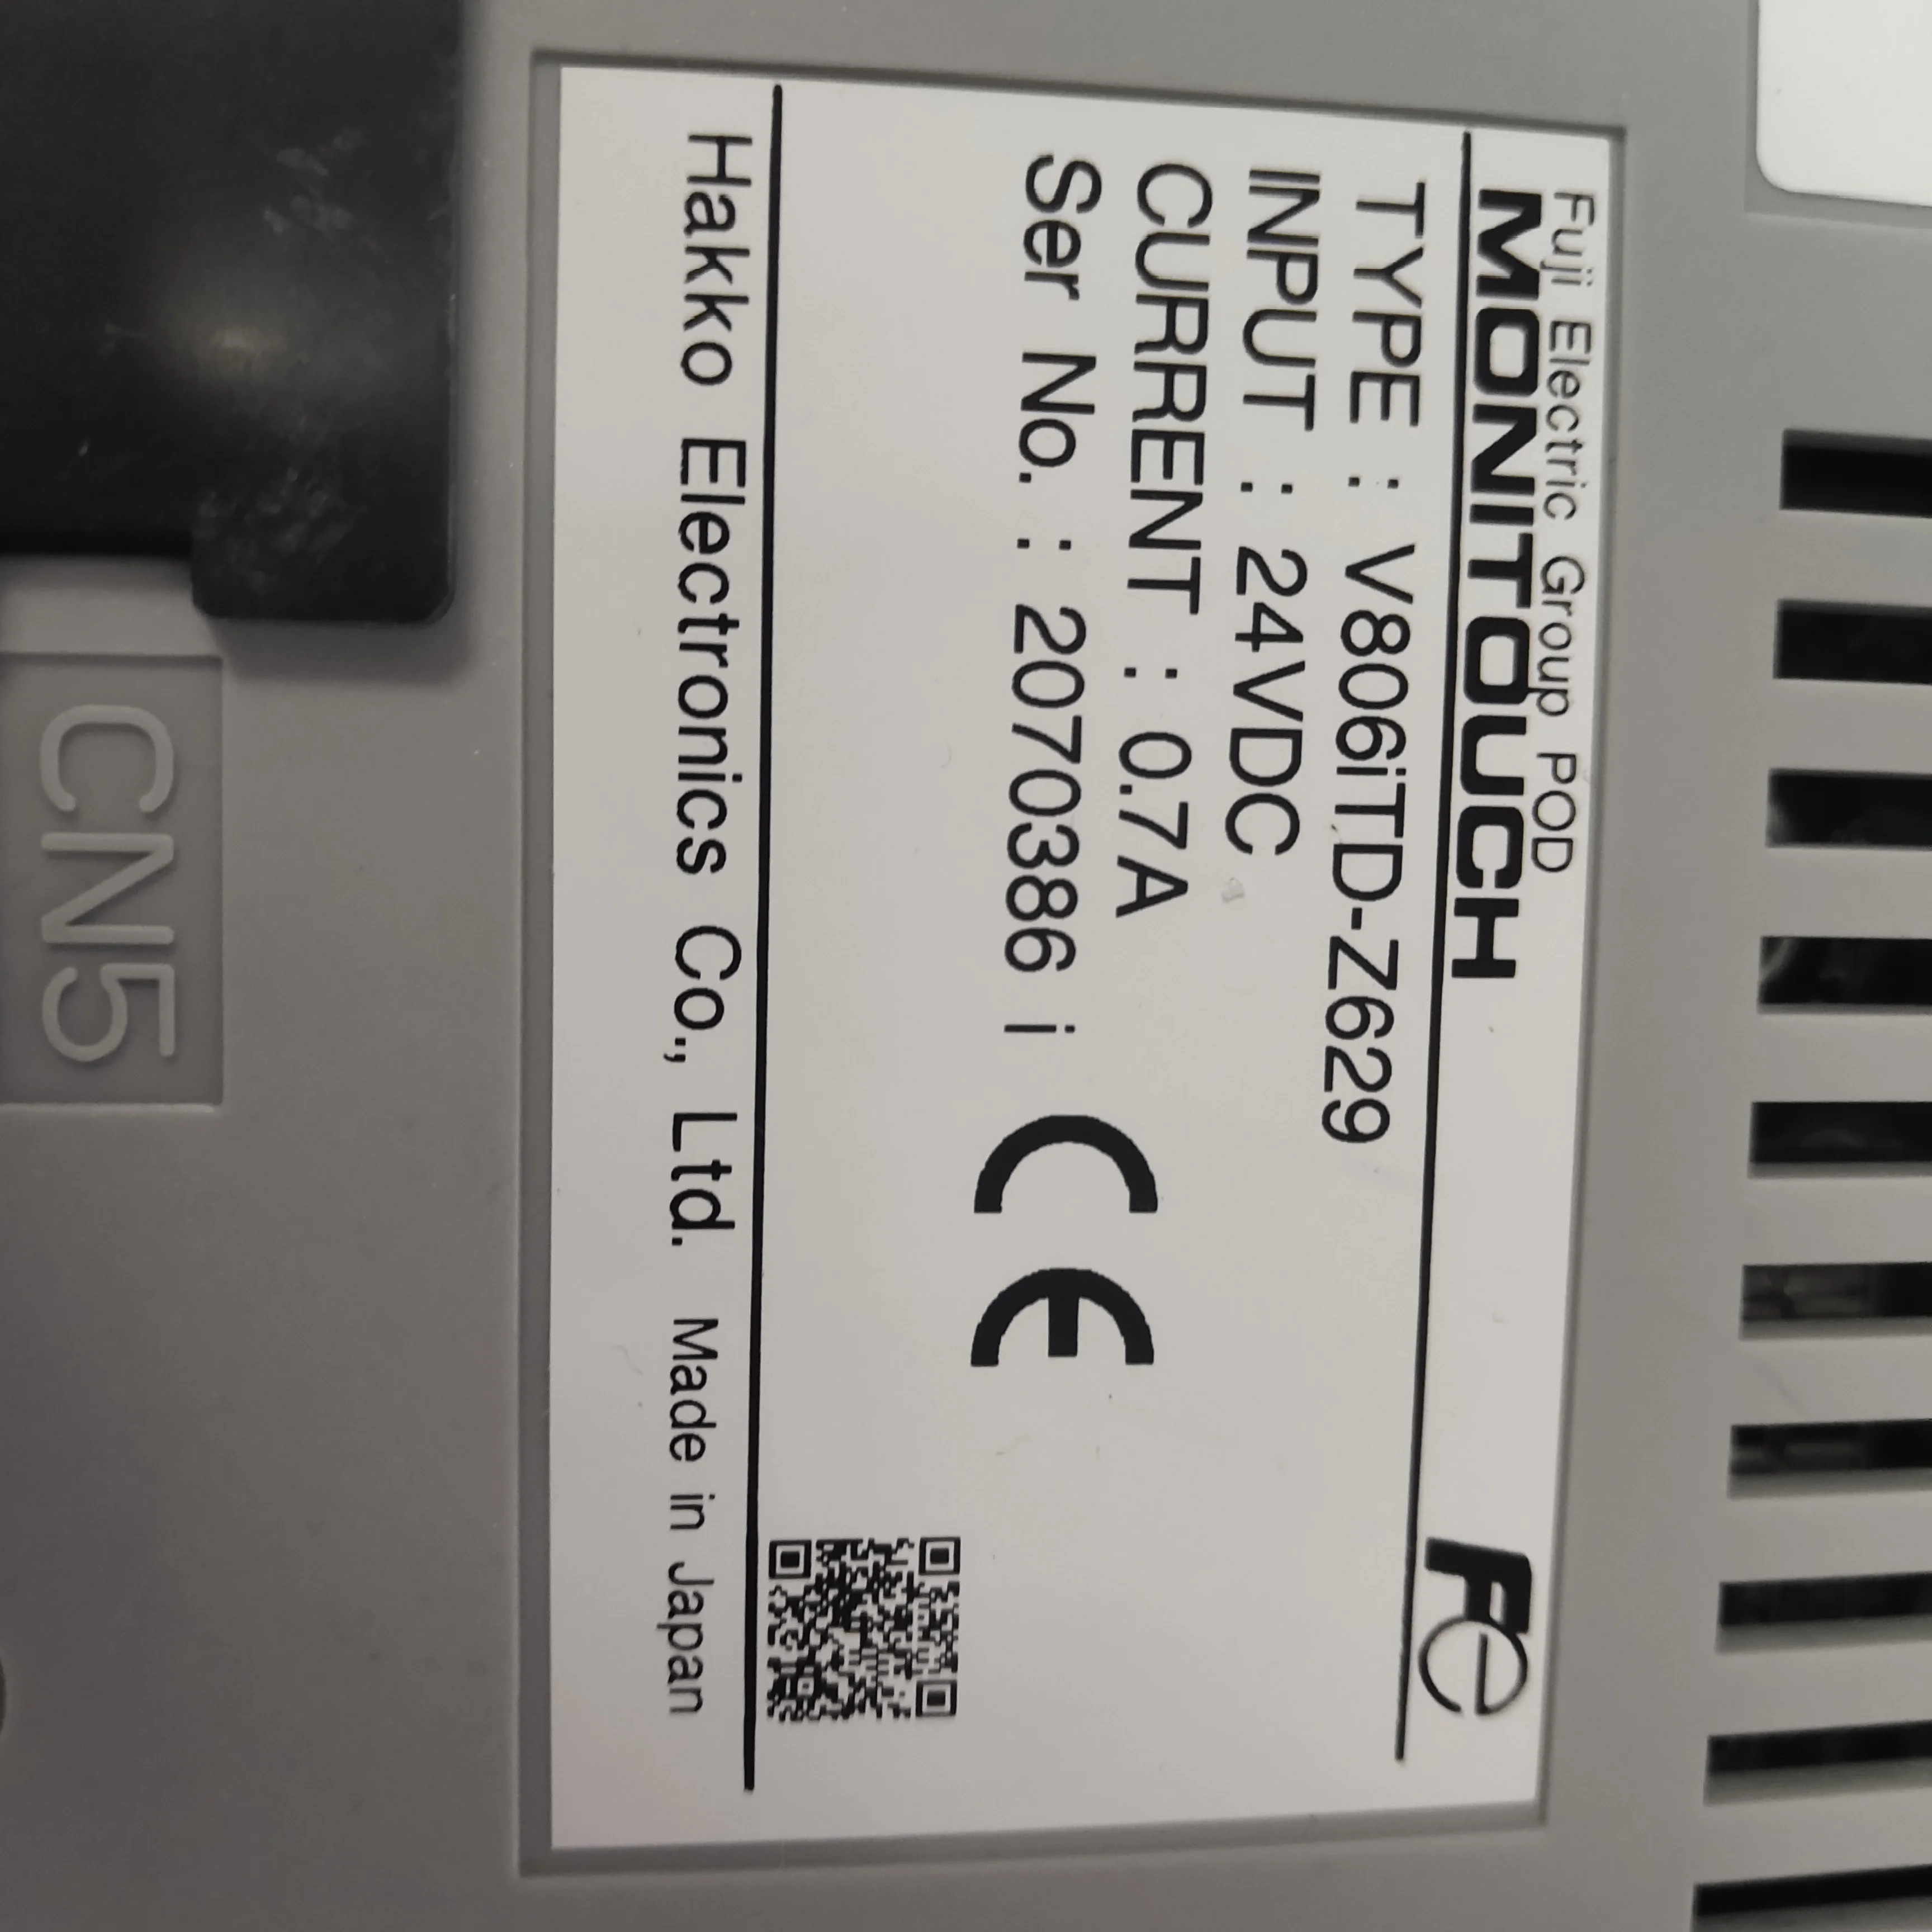 Fuji Electric Group POD
MONITOUCH
Fe
TYPE : V806iTD-Z629
INPUT : 24VDC
CURRENT : 0.7A
Ser No. : 2070386 i
CE
Hakko Electronics Co., Ltd. Made in Japan
CN5